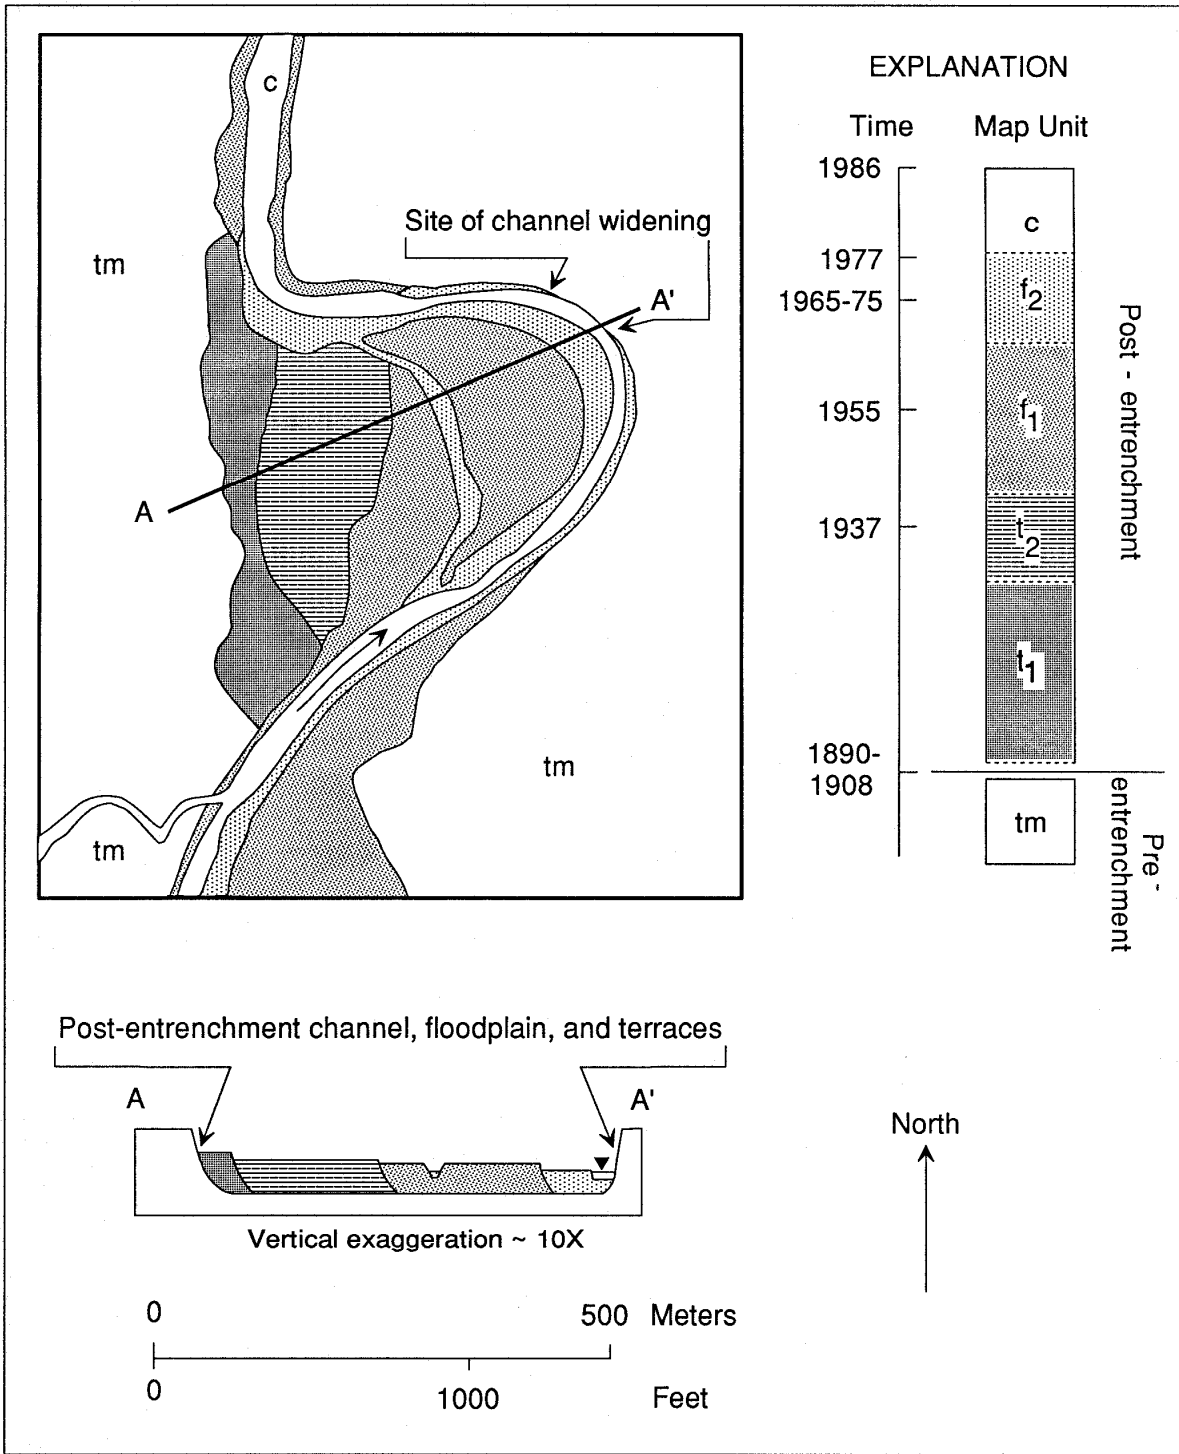 c
Site of channel widening
tm
A'
A
tm
tm
EXPLANATION
Time Map Unit
1986
c
1977
1965-75
f2
1955
f1
1937
t2
t1
1890-
1908
tm
Post - entrenchment
Pre -
entrenchment
Post-entrenchment channel, floodplain, and terraces
A A'
Vertical exaggeration ~ 10X
North
0 500 Meters
0 1000 Feet